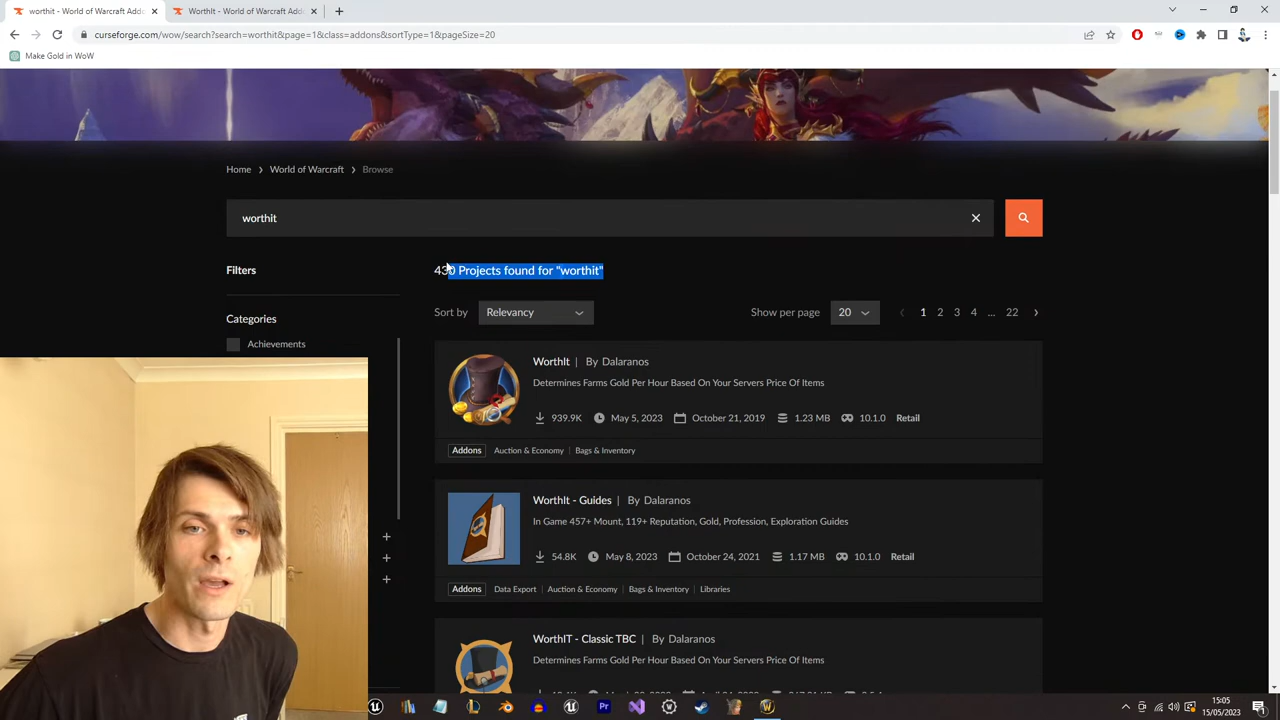 worthit - World of Warcraft Addons
WorthIt - World of Warcraft Addons
curseforge.com/wow/search?search=worthit&page=1&class=addons&sortType=1&pageSize=20
Make Gold in WoW
Home > World of Warcraft > Browse
worthit
Filters
430 Projects found for "worthit"
Sort by Relevancy Show per page 20 1 2 3 4 ... 22
Categories
Achievements
WorthIt | By Dalaranos
Determines Farms Gold Per Hour Based On Your Servers Price Of Items
939.9K May 5, 2023 October 21, 2019 1.23 MB 10.1.0 Retail
Addons Auction & Economy | Bags & Inventory
WorthIt - Guides | By Dalaranos
In Game 457+ Mount, 119+ Reputation, Gold, Profession, Exploration Guides
54.8K May 8, 2023 October 24, 2021 1.17 MB 10.1.0 Retail
Addons Data Export | Auction & Economy | Bags & Inventory | Libraries
WorthIT - Classic TBC | By Dalaranos
Determines Farms Gold Per Hour Based On Your Servers Price Of Items
15:05
15/05/2023